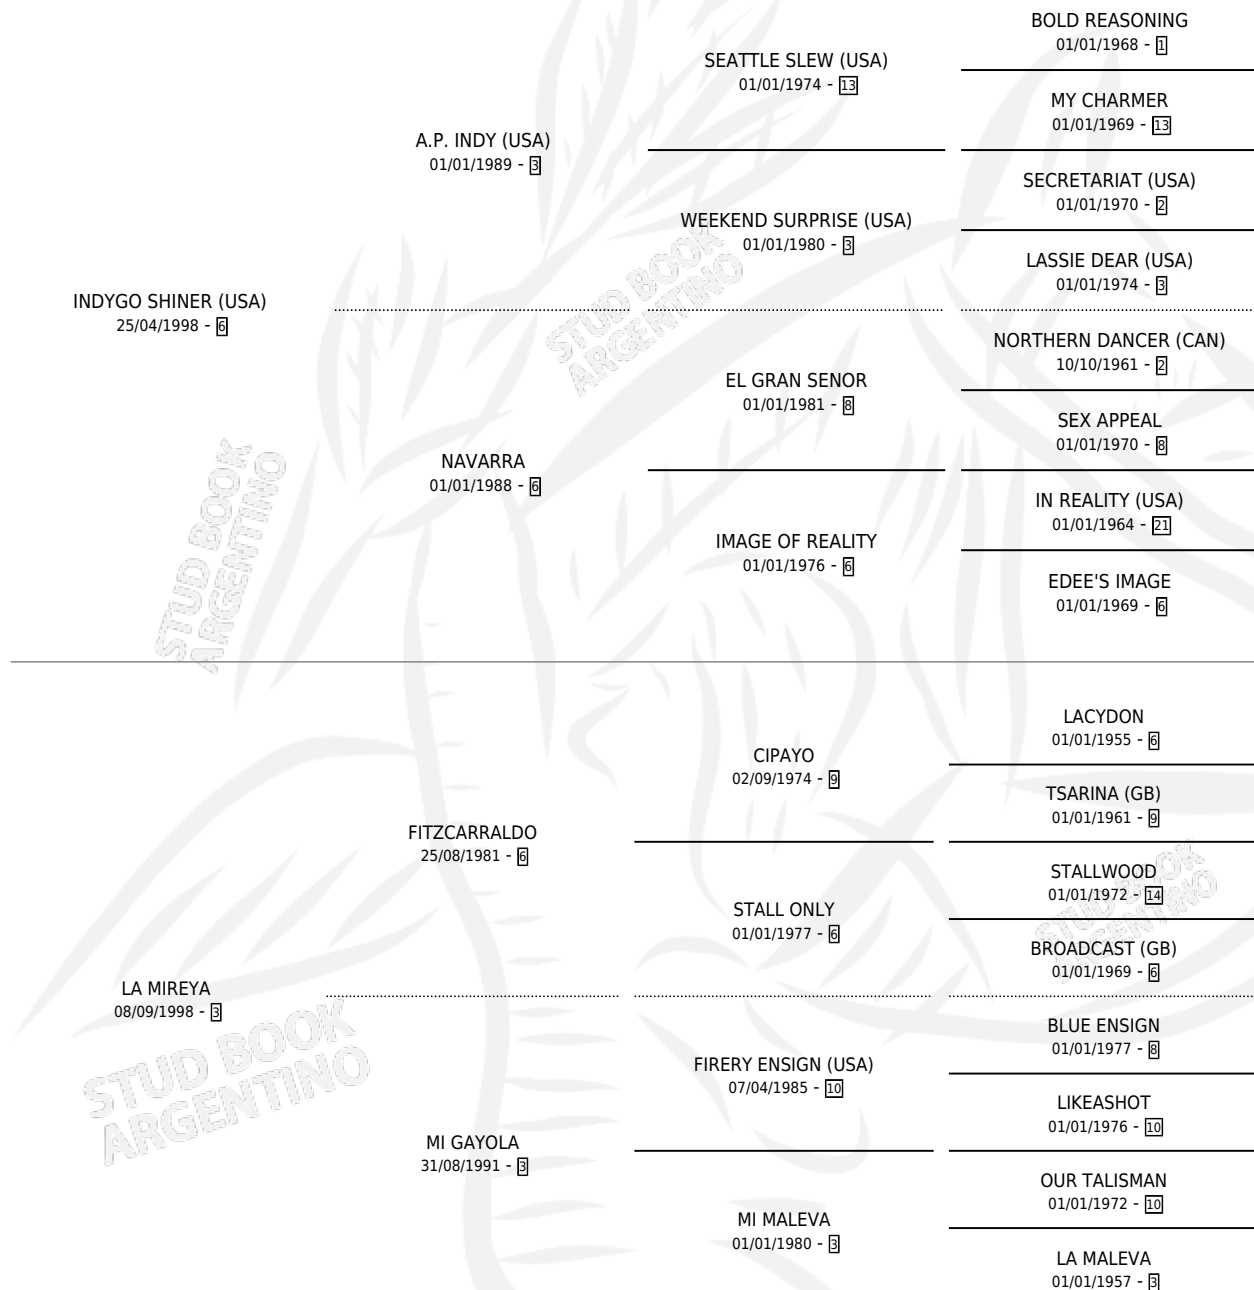 BOLD REASONING
01/01/1968 - 1
SEATTLE SLEW (USA)
01/01/1974 - 13
MY CHARMER
01/01/1969 - 13
A.P. INDY (USA)
01/01/1989 - 3
SECRETARIAT (USA)
01/01/1970 - 2
WEEKEND SURPRISE (USA)
01/01/1980 - 3
LASSIE DEAR (USA)
01/01/1974 - 3
STUD BOOK
ARGENTINO
INDYGO SHINER (USA)
25/04/1998 - 6
NORTHERN DANCER (CAN)
10/10/1961 - 2
EL GRAN SENOR
01/01/1981 - 8
SEX APPEAL
01/01/1970 - 8
NAVARRA
01/01/1988 - 6
IN REALITY (USA)
01/01/1964 - 21
IMAGE OF REALITY
01/01/1976 - 6
EDEE'S IMAGE
01/01/1969 - 6
STUD BOOK
ARGENTINO
LACYDON
01/01/1955 - 6
CIPAYO
02/09/1974 - 9
TSARINA (GB)
01/01/1961 - 9
FITZCARRALDO
25/08/1981 - 6
STALLWOOD
01/01/1972 - 14
STALL ONLY
01/01/1977 - 6
BROADCAST (GB)
01/01/1969 - 6
STUD BOOK
ARGENTINO
LA MIREYA
08/09/1998 - 3
BLUE ENSIGN
01/01/1977 - 8
FIRERY ENSIGN (USA)
07/04/1985 - 10
LIKEASHOT
01/01/1976 - 10
STUD BOOK
ARGENTINO
MI GAYOLA
31/08/1991 - 3
OUR TALISMAN
01/01/1972 - 10
MI MALEVA
01/01/1980 - 3
LA MALEVA
01/01/1957 - 3